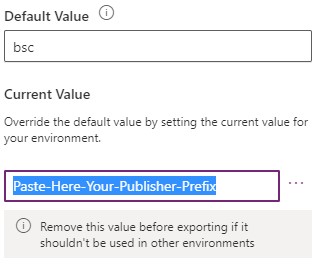 Default Value
bsc
Current Value
Override the default value by setting the current value for
your environment.
Paste-Here-Your-Publisher-Prefix
Remove this value before exporting if it
shouldn't be used in other environments